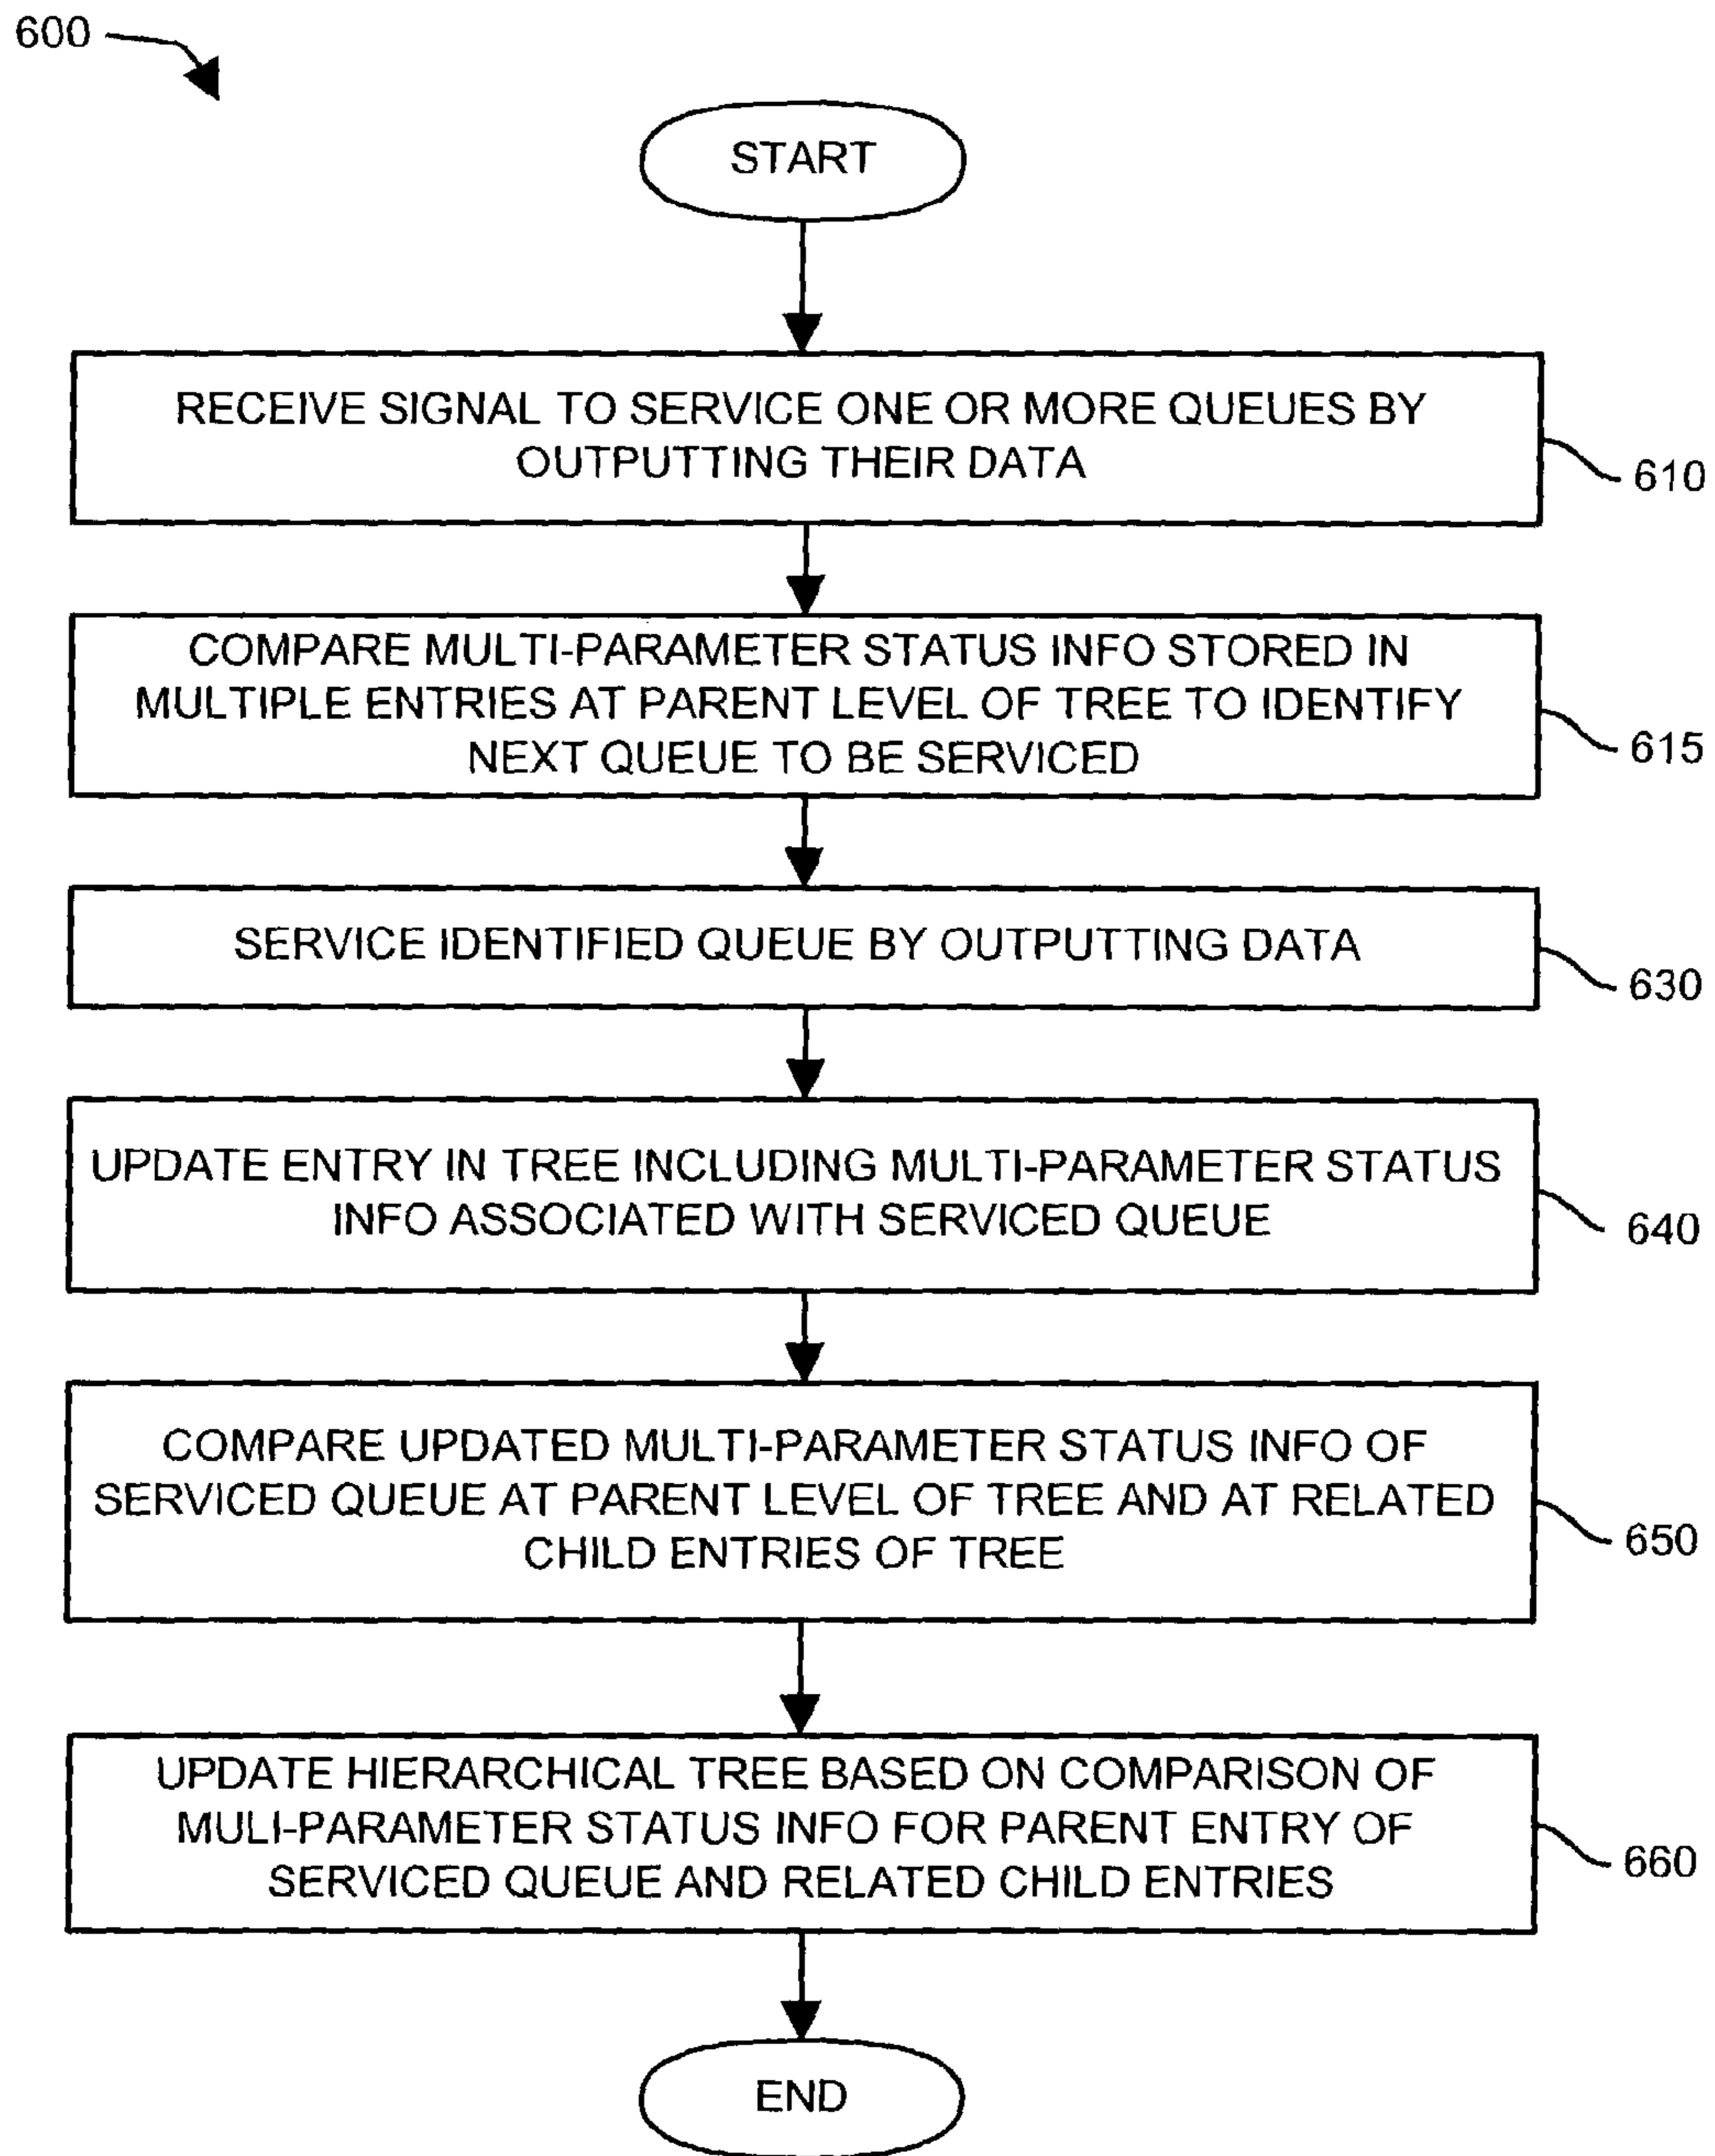 600
START
RECEIVE SIGNAL TO SERVICE ONE OR MORE QUEUES BY
OUTPUTTING THEIR DATA
610
COMPARE MULTI-PARAMETER STATUS INFO STORED IN
MULTIPLE ENTRIES AT PARENT LEVEL OF TREE TO IDENTIFY
NEXT QUEUE TO BE SERVICED
615
SERVICE IDENTIFIED QUEUE BY OUTPUTTING DATA
630
UPDATE ENTRY IN TREE INCLUDING MULTI-PARAMETER STATUS
INFO ASSOCIATED WITH SERVICED QUEUE
640
COMPARE UPDATED MULTI-PARAMETER STATUS INFO OF
SERVICED QUEUE AT PARENT LEVEL OF TREE AND AT RELATED
CHILD ENTRIES OF TREE
650
UPDATE HIERARCHICAL TREE BASED ON COMPARISON OF
MULI-PARAMETER STATUS INFO FOR PARENT ENTRY OF
SERVICED QUEUE AND RELATED CHILD ENTRIES
660
END